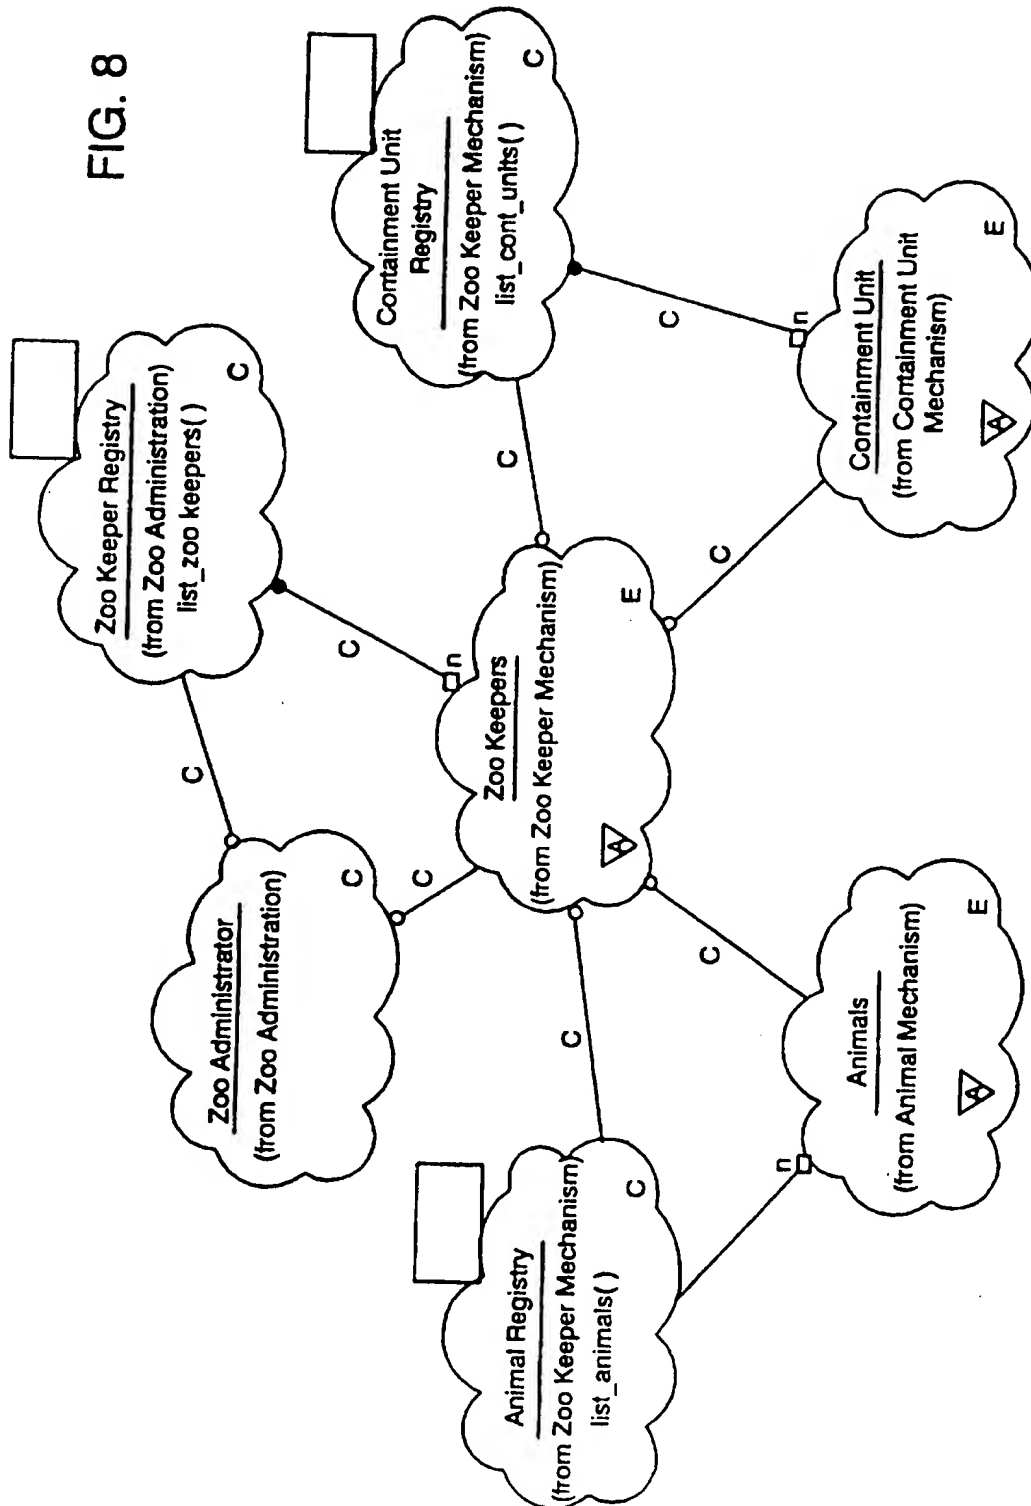 FIG. 8
Zoo Administrator
(from Zoo Administration)
C
C
Zoo Keeper Registry
(from Zoo Administration)
list_zoo keepers( )
C
C
C
n
Animal Registry
(from Zoo Keeper Mechanism)
list_animals( )
C
C
Zoo Keepers
(from Zoo Keeper Mechanism)
A
E
C
Containment Unit
Registry
(from Zoo Keeper Mechanism)
list_cont_units( )
C
C
n
C
C
n
Animals
(from Animal Mechanism)
A
E
Containment Unit
(from Containment Unit
Mechanism)
A
E